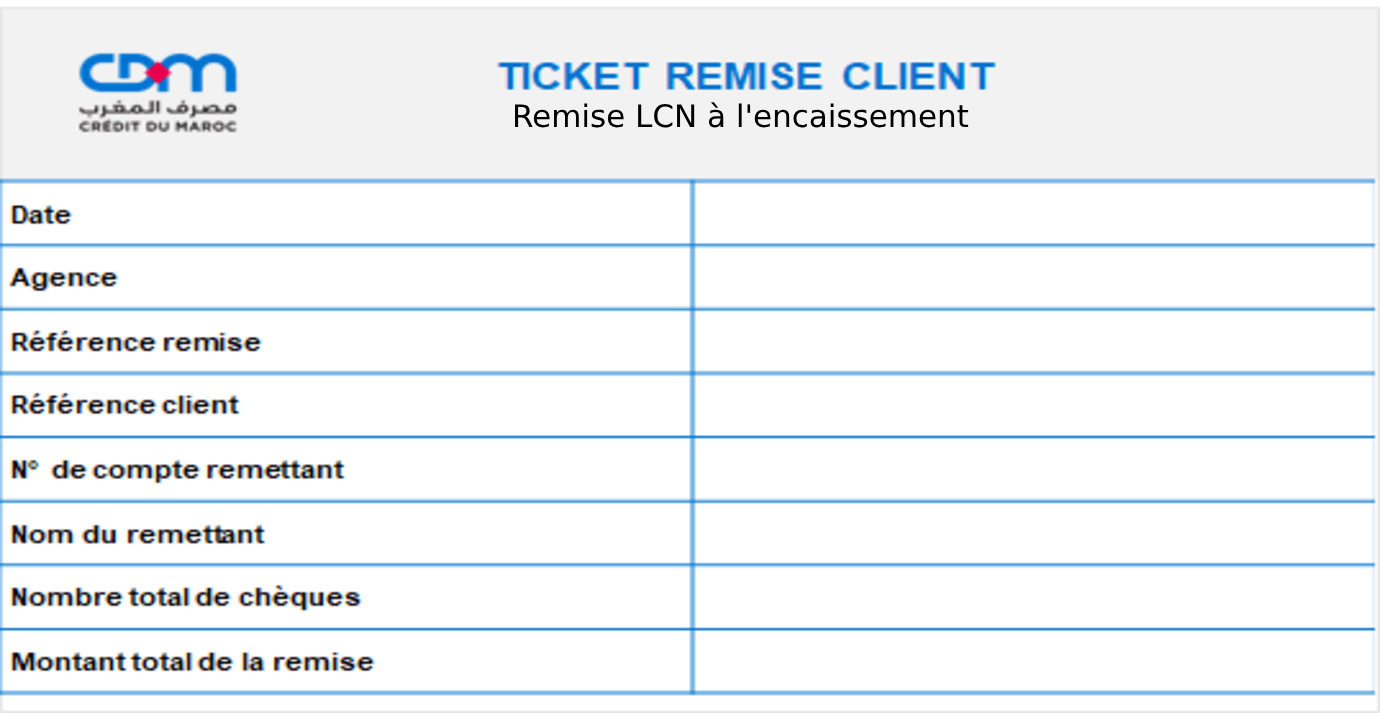 CDM
مصرف المغرب
CRÉDIT DU MAROC
TICKET REMISE CLIENT
Remise LCN à l'encaissement
Date
Agence
Référence remise
Référence client
N° de compte remettant
Nom du remettant
Nombre total de chèques
Montant total de la remise